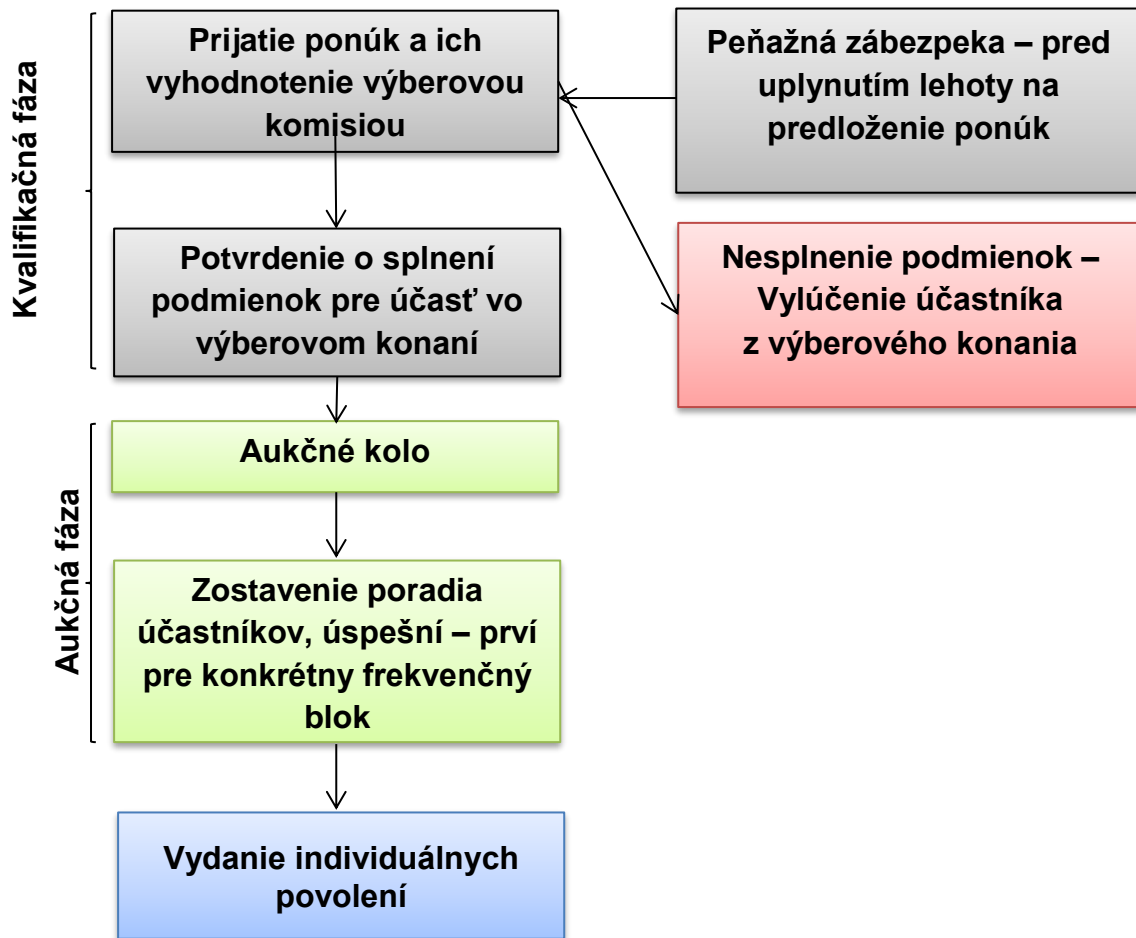 Kvalifikačná fáza
Prijatie ponúk a ich
vyhodnotenie výberovou
komisiou
Peňažná zábezpeka – pred
uplynutím lehoty na
predloženie ponúk
Potvrdenie o splnení
podmienok pre účasť vo
výberovom konaní
Nesplnenie podmienok –
Vylúčenie účastníka
z výberového konania
Aukčná fáza
Aukčné kolo
Zostavenie poradia
účastníkov, úspešní – prví
pre konkrétny frekvenčný
blok
Vydanie individuálnych
povolení